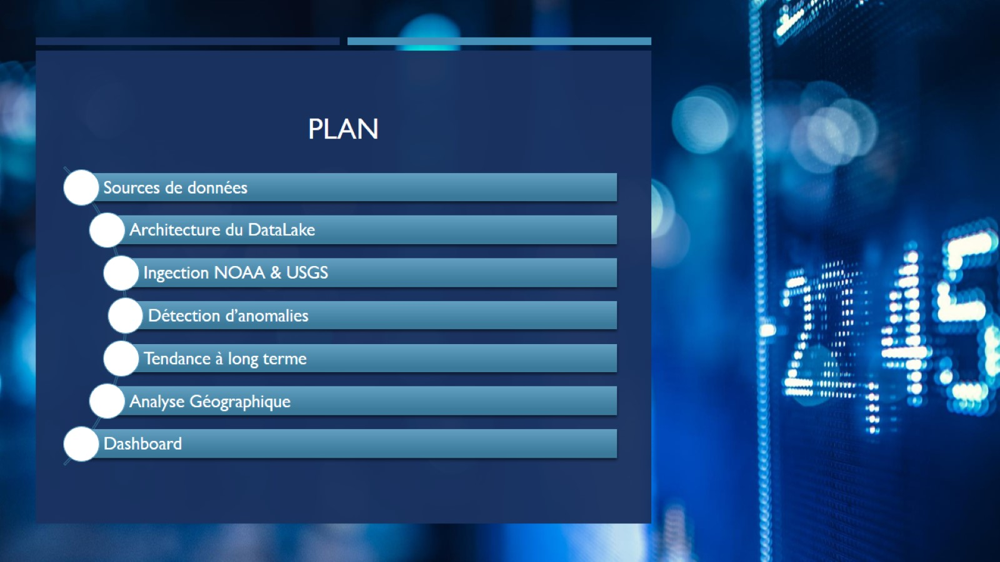 PLAN
Sources de données
Architecture du DataLake
Ingection NOAA & USGS
Détection d’anomalies
Tendance à long terme
Analyse Géographique
Dashboard